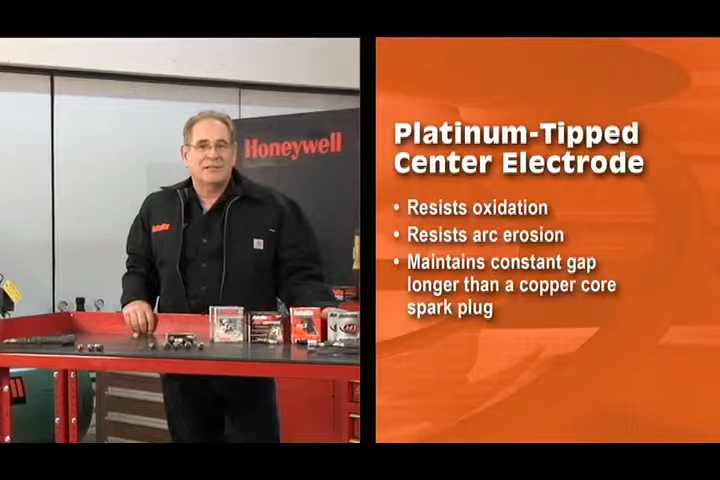 Honeywell
Autolite
Platinum-Tipped
Center Electrode
• Resists oxidation
• Resists arc erosion
• Maintains constant gap
longer than a copper core
spark plug